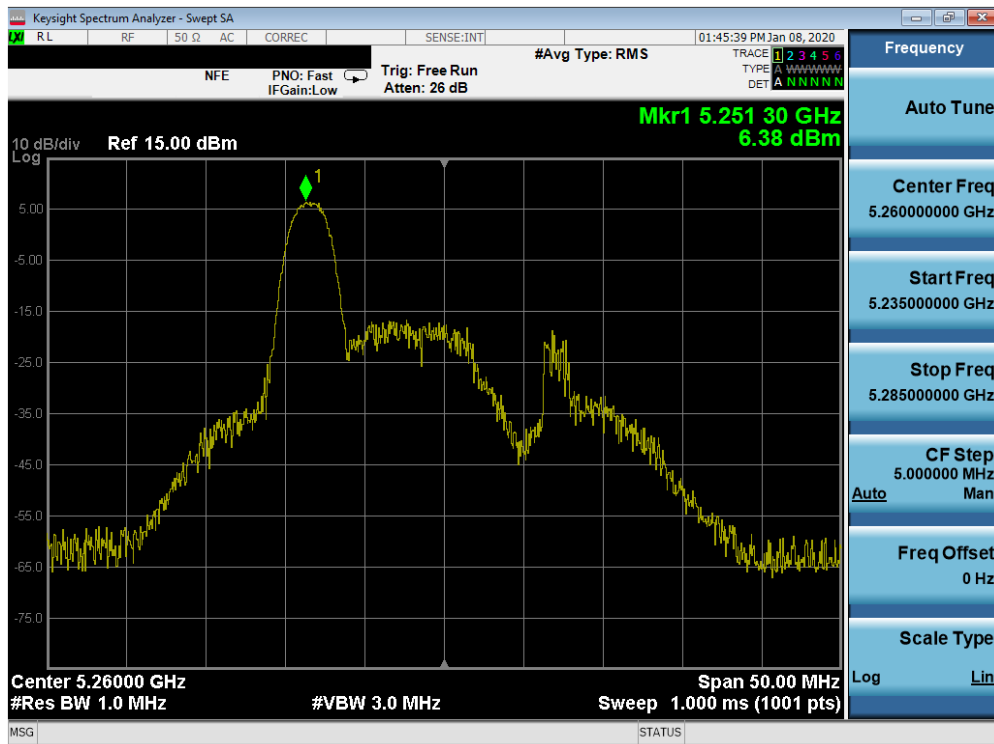 Keysight Spectrum Analyzer - Swept SA
LXI RL RF 50 Ω AC CORREC SENSE:INT 01:45:39 PM Jan 08, 2020
NFE PNO: Fast IFGain:Low
Trig: Free Run
Atten: 26 dB
#Avg Type: RMS
TRACE 1 2 3 4 5 6
TYPE A WWWWW
DET A N N N N N
Mkr1 5.251 30 GHz
6.38 dBm
10 dB/div Ref 15.00 dBm
Log
1
5.00
-5.00
-15.0
-25.0
-35.0
-45.0
-55.0
-65.0
-75.0
Center 5.26000 GHz Span 50.00 MHz
#Res BW 1.0 MHz #VBW 3.0 MHz Sweep 1.000 ms (1001 pts)
MSG STATUS
Frequency
Auto Tune
Center Freq
5.260000000 GHz
Start Freq
5.235000000 GHz
Stop Freq
5.285000000 GHz
CF Step
5.000000 MHz
Auto Man
Freq Offset
0 Hz
Scale Type
Log Lin